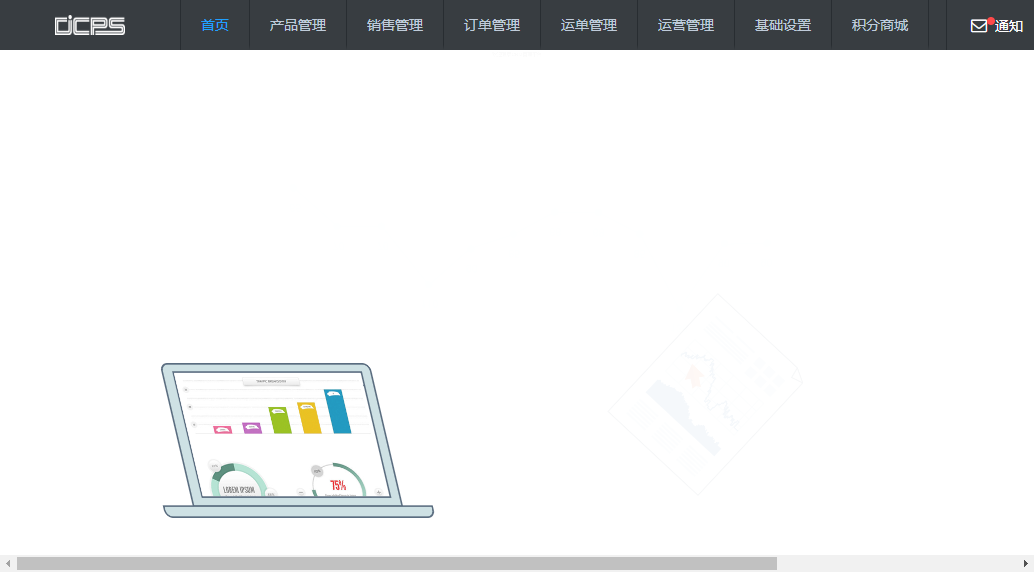 DCPS
首页
产品管理
销售管理
订单管理
运单管理
运营管理
基础设置
积分商城
通知
LOREM IPSUM
75%